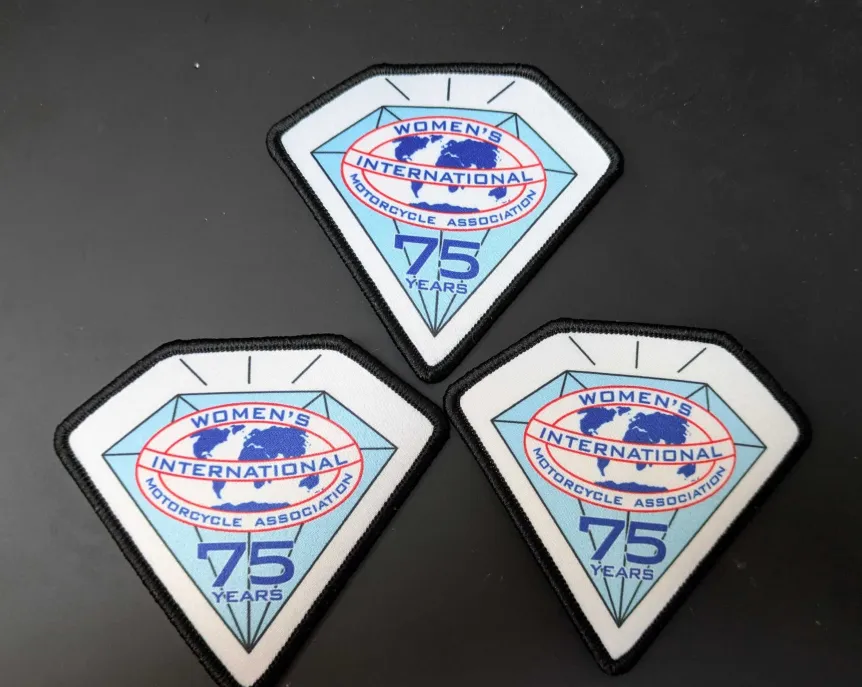 WOMEN'S
INTERNATIONAL
MOTORCYCLE ASSOCIATION
75
YEARS
WOMEN'S
INTERNATIONAL
MOTORCYCLE ASSOCIATION
75
YEARS
WOMEN'S
INTERNATIONAL
MOTORCYCLE ASSOCIATION
75
YEARS